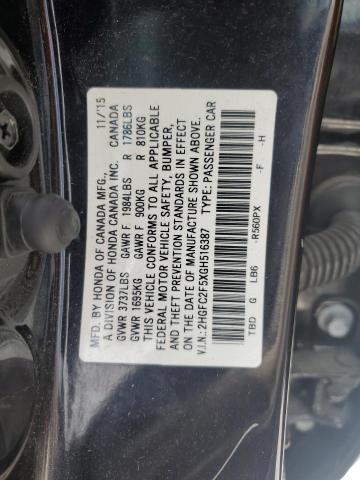 MFD. BY HONDA OF CANADA MFG., 11/'15
A DIVISION OF HONDA CANADA INC. CANADA
GVWR 3737LBS GAWR F 1984LBS R 1786LBS
GVWR 1695KG GAWR F 900KG R 810KG
THIS VEHICLE CONFORMS TO ALL APPLICABLE
FEDERAL MOTOR VEHICLE SAFETY, BUMPER,
AND THEFT PREVENTION STANDARDS IN EFFECT
ON THE DATE OF MANUFACTURE SHOWN ABOVE.
V.I.N.: 2HGFC2F5XGH516387 TYPE: PASSENGER CAR
TBD G LB6 -R560PX -F -H